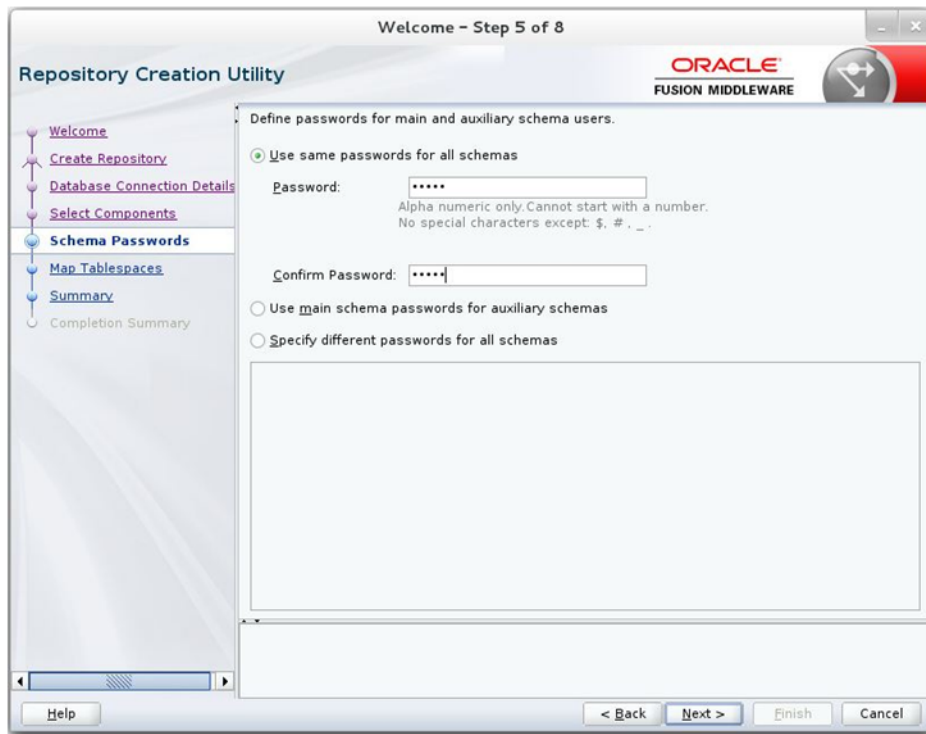 Welcome – Step 5 of 8
Repository Creation Utility
ORACLE
FUSION MIDDLEWARE
Welcome
Create Repository
Database Connection Details
Select Components
Schema Passwords
Map Tablespaces
Summary
Completion Summary
Define passwords for main and auxiliary schema users.
Use same passwords for all schemas
Password: •••••
Alpha numeric only.Cannot start with a number.
No special characters except: $, # , _ .
Confirm Password: •••••
Use main schema passwords for auxiliary schemas
Specify different passwords for all schemas
Help
< Back Next > Finish Cancel